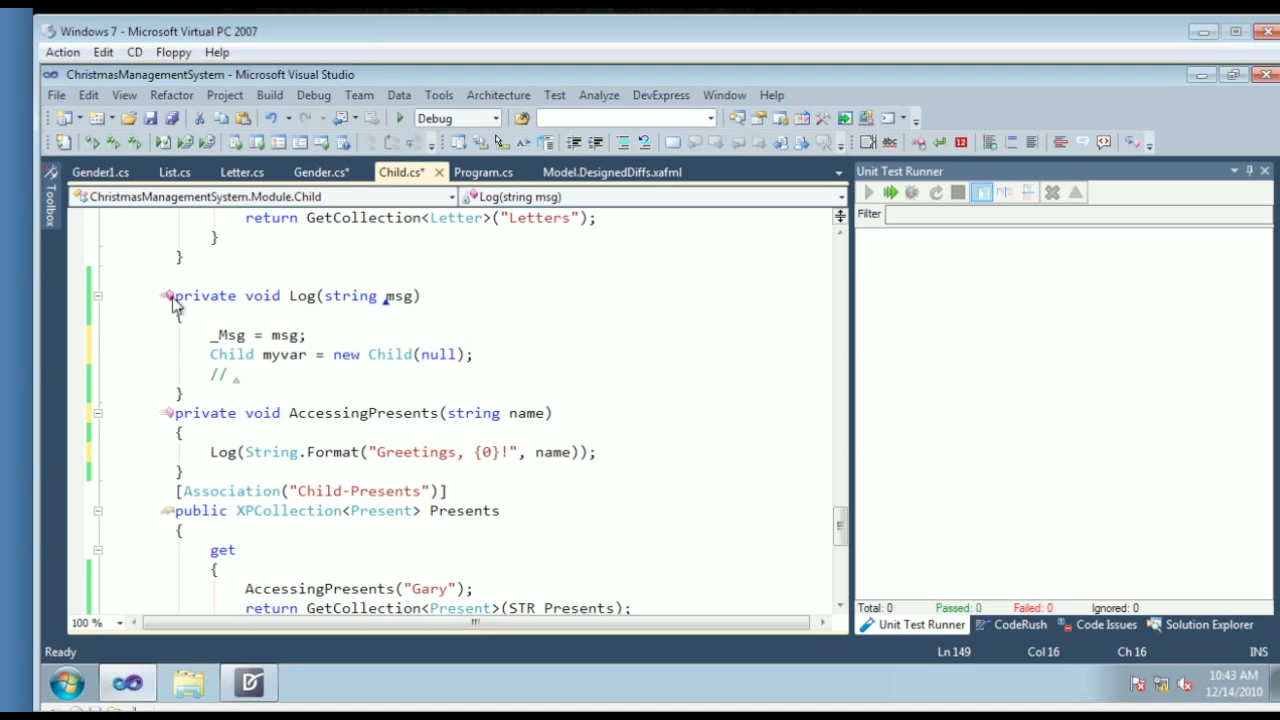 Windows 7 - Microsoft Virtual PC 2007
Action Edit CD Floppy Help
ChristmasManagementSystem - Microsoft Visual Studio
File Edit View Refactor Project Build Debug Team Data Tools Architecture Test Analyze DevExpress Window Help
Debug
Gender1.cs List.cs Letter.cs Gender.cs* Child.cs* Program.cs Model.DesignedDiffs.xafml
Unit Test Runner
Toolbox
ChristmasManagementSystem.Module.Child Log(string msg)
Filter
return GetCollection<Letter>("Letters");
}
}
private void Log(string msg)
{
_Msg = msg;
Child myvar = new Child(null);
//
}
private void AccessingPresents(string name)
{
Log(String.Format("Greetings, {0}!", name));
}
[Association("Child-Presents")]
public XPCollection<Present> Presents
{
get
{
AccessingPresents("Gary");
return GetCollection<Present>(STR_Presents);
Total: 0 Passed: 0 Failed: 0 Ignored: 0
100 %
Unit Test Runner CodeRush Code Issues Solution Explorer
Ready Ln 149 Col 16 Ch 16 INS
10:43 AM
12/14/2010